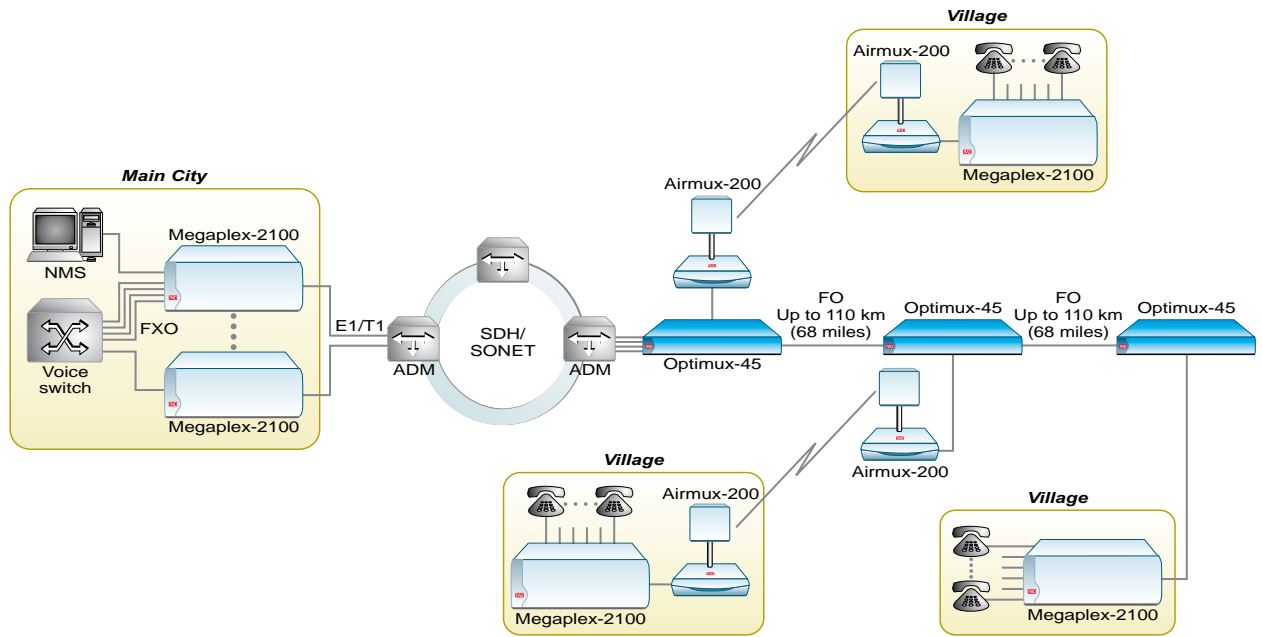 Village
Airmux-200
Megaplex-2100
Main City
Megaplex-2100
NMS
FXO
Voice
switch
Megaplex-2100
E1/T1
ADM
SDH/
SONET
ADM
Airmux-200
Optimux-45
FO
Up to 110 km
(68 miles)
Optimux-45
FO
Up to 110 km
(68 miles)
Optimux-45
Airmux-200
Village
Airmux-200
Megaplex-2100
Village
Megaplex-2100